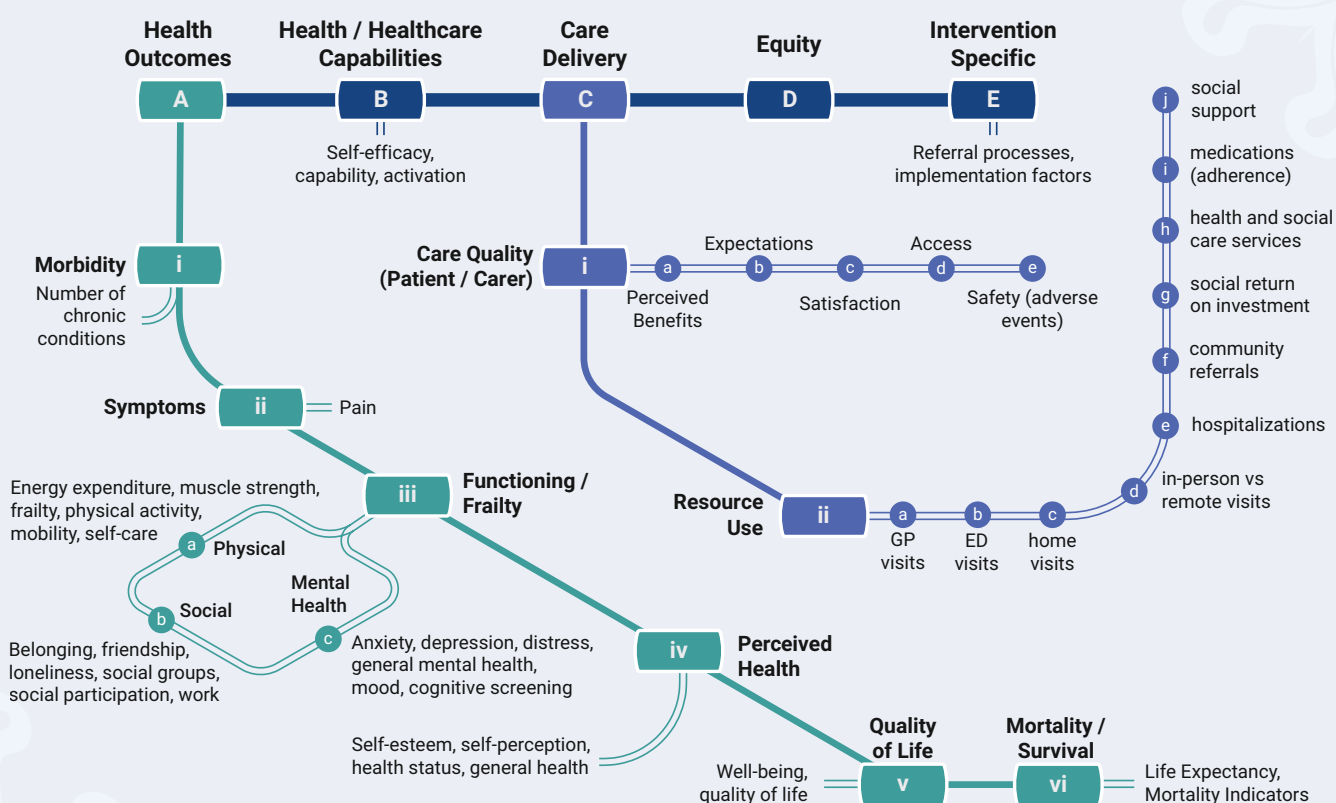 Health
Outcomes
Health / Healthcare
Capabilities
Care
Delivery
Equity
Intervention
Specific
A
B
C
D
E
Self-efficacy,
capability, activation
Referral processes,
implementation factors
j
social
support
i
medications
(adherence)
h
health and social
care services
g
social return
on investment
f
community
referrals
e
hospitalizations
d
in-person vs
remote visits
Morbidity
i
Number of
chronic
conditions
Care Quality
(Patient / Carer)
i
a
Perceived
Benefits
Expectations
b
c
Satisfaction
Access
d
e
Safety (adverse
events)
Symptoms
ii
Pain
iii
Functioning /
Frailty
Energy expenditure, muscle strength,
frailty, physical activity,
mobility, self-care
a
Physical
b
Social
Belonging, friendship,
loneliness, social groups,
social participation, work
Mental
Health
c
Anxiety, depression, distress,
general mental health,
mood, cognitive screening
Resource
Use
ii
a
GP
visits
b
ED
visits
c
home
visits
iv
Perceived
Health
Self-esteem, self-perception,
health status, general health
Quality
of Life
v
Well-being,
quality of life
Mortality /
Survival
vi
Life Expectancy,
Mortality Indicators